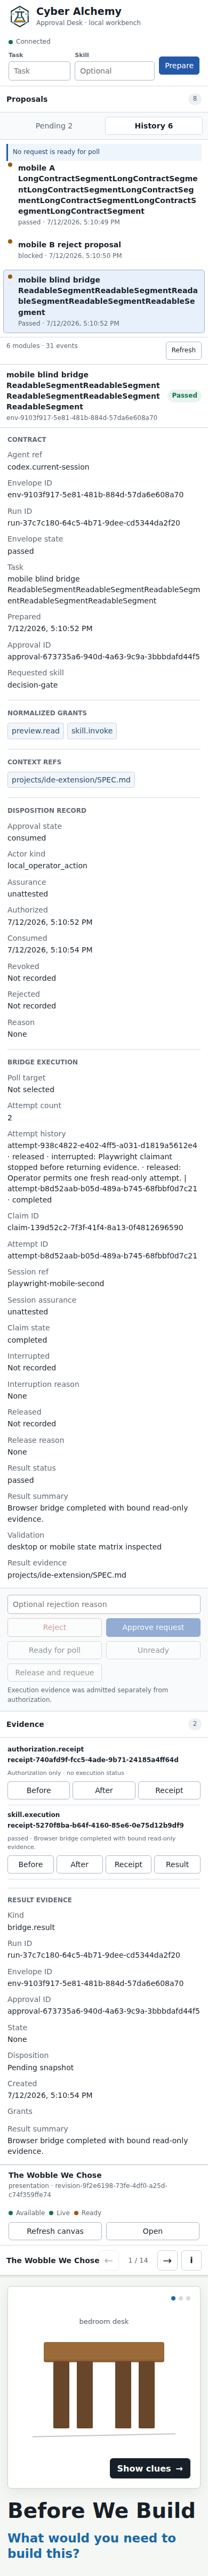 Cyber Alchemy
Approval Desk · local workbench
Connected
Task
Skill
Task
Optional
Prepare
Proposals
8
Pending 2
History 6
No request is ready for poll
mobile A
LongContractSegmentLongContractSegme
ntLongContractSegmentLongContractSeg
mentLongContractSegmentLongContractS
egmentLongContractSegment
passed · 7/12/2026, 5:10:49 PM
mobile B reject proposal
blocked · 7/12/2026, 5:10:50 PM
mobile blind bridge
ReadableSegmentReadableSegmentReada
bleSegmentReadableSegmentReadableSe
gment
Passed · 7/12/2026, 5:10:52 PM
6 modules · 31 events
Refresh
mobile blind bridge
ReadableSegmentReadableSegment
ReadableSegmentReadableSegment
ReadableSegment
Passed
env-9103f917-5e81-481b-884d-57da6e608a70
CONTRACT
Agent ref
codex.current-session
Envelope ID
env-9103f917-5e81-481b-884d-57da6e608a70
Run ID
run-37c7c180-64c5-4b71-9dee-cd5344da2f20
Envelope state
passed
Task
mobile blind bridge
ReadableSegmentReadableSegmentReadableSegm
entReadableSegmentReadableSegment
Prepared
7/12/2026, 5:10:52 PM
Approval ID
approval-673735a6-940d-4a63-9c9a-3bbbdafd44f5
Requested skill
decision-gate
NORMALIZED GRANTS
preview.read
skill.invoke
CONTEXT REFS
projects/ide-extension/SPEC.md
DISPOSITION RECORD
Approval state
consumed
Actor kind
local_operator_action
Assurance
unattested
Authorized
7/12/2026, 5:10:52 PM
Consumed
7/12/2026, 5:10:54 PM
Revoked
Not recorded
Rejected
Not recorded
Reason
None
BRIDGE EXECUTION
Poll target
Not selected
Attempt count
2
Attempt history
attempt-938c4822-e402-4ff5-a031-d1819a5612e4
· released · interrupted: Playwright claimant
stopped before returning evidence. · released:
Operator permits one fresh read-only attempt. |
attempt-b8d52aab-b05d-489a-b745-68fbbf0d7c21
· completed
Claim ID
claim-139d52c2-7f3f-41f4-8a13-0f4812696590
Attempt ID
attempt-b8d52aab-b05d-489a-b745-68fbbf0d7c21
Session ref
playwright-mobile-second
Session assurance
unattested
Claim state
completed
Interrupted
Not recorded
Interruption reason
None
Released
Not recorded
Release reason
None
Result status
passed
Result summary
Browser bridge completed with bound read-only
evidence.
Validation
desktop or mobile state matrix inspected
Result evidence
projects/ide-extension/SPEC.md
Optional rejection reason
Reject
Approve request
Ready for poll
Unready
Release and requeue
Execution evidence was admitted separately from
authorization.
Evidence
2
authorization.receipt
receipt-740afd9f-fcc5-4ade-9b71-24185a4ff64d
Authorization only · no execution status
Before
After
Receipt
skill.execution
receipt-5270f8ba-b64f-4160-85e6-0e75d12b9df9
passed · Browser bridge completed with bound read-only
evidence.
Before
After
Receipt
Result
RESULT EVIDENCE
Kind
bridge.result
Run ID
run-37c7c180-64c5-4b71-9dee-cd5344da2f20
Envelope ID
env-9103f917-5e81-481b-884d-57da6e608a70
Approval ID
approval-673735a6-940d-4a63-9c9a-3bbbdafd44f5
State
None
Disposition
Pending snapshot
Created
7/12/2026, 5:10:54 PM
Grants
Result summary
Browser bridge completed with bound read-only
evidence.
The Wobble We Chose
presentation · revision-9f2e6198-73fe-4df0-a25d-
c74f359ffe74
Available
Live
Ready
Refresh canvas
Open
The Wobble We Chose
←
1 / 14
→
i
bedroom desk
Show clues →
Before We Build
What would you need to
build this?